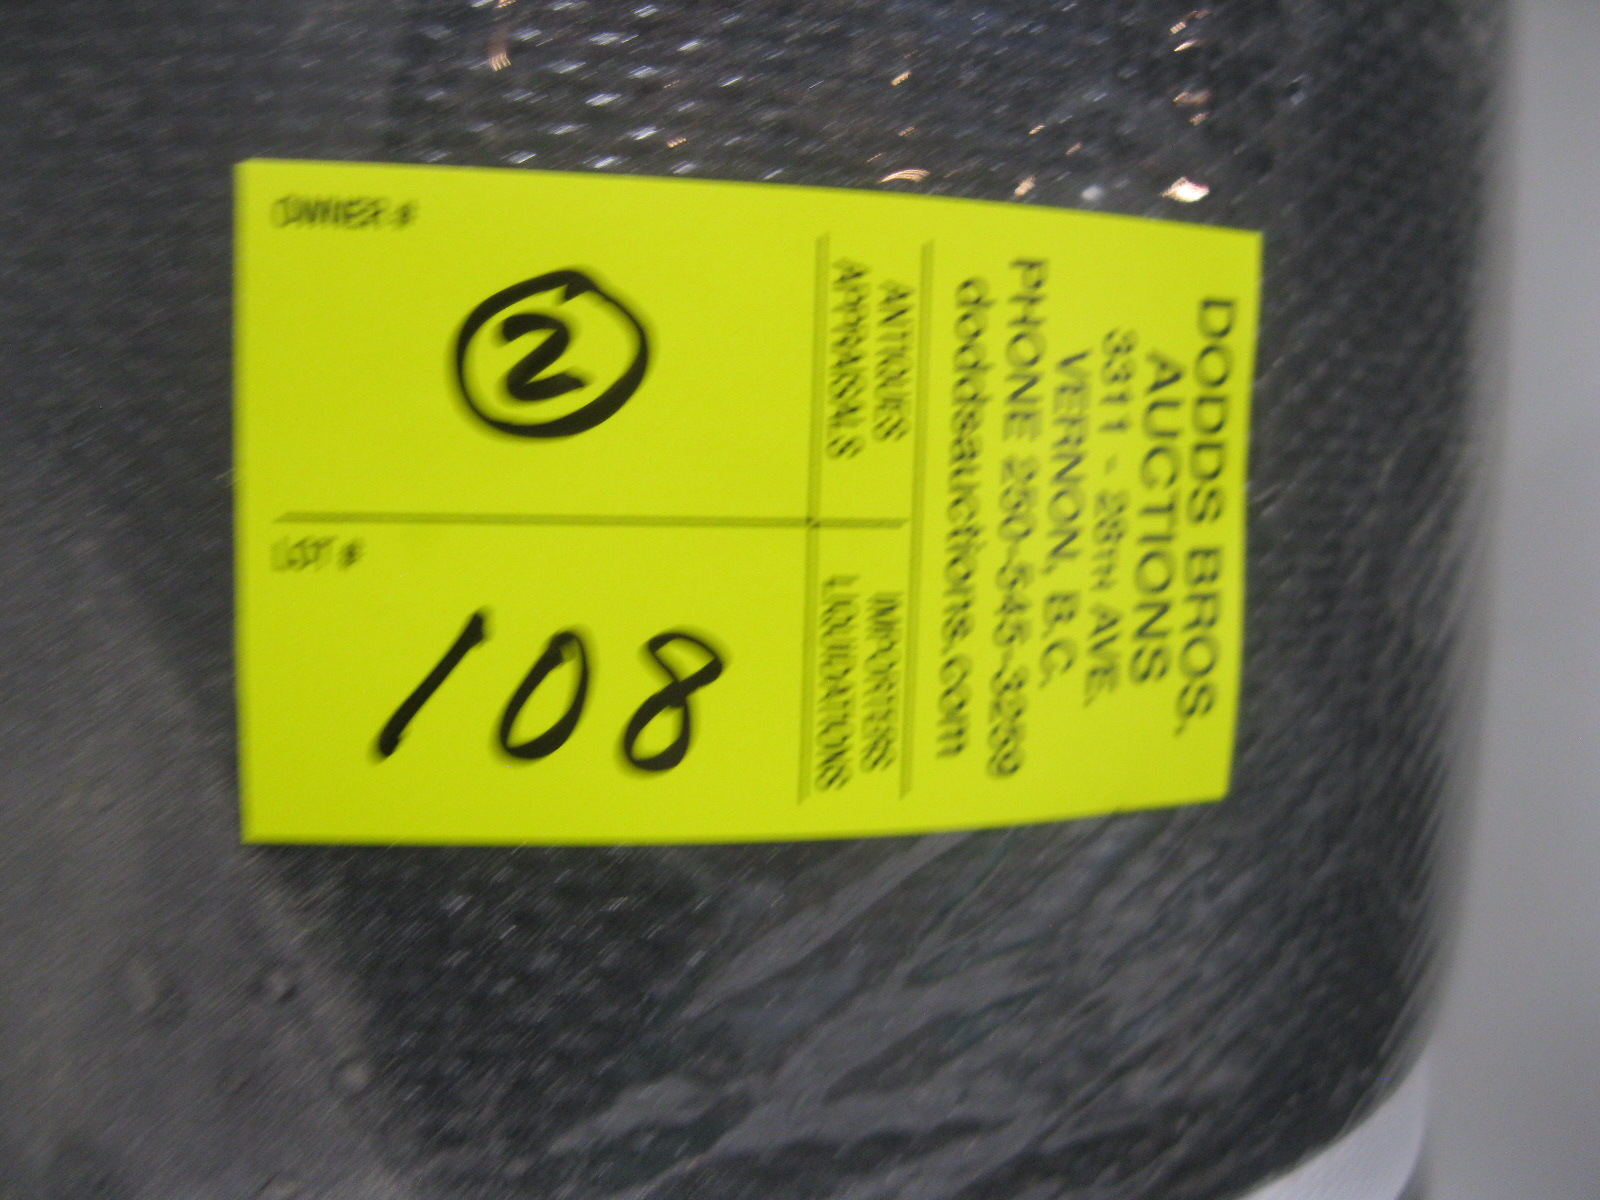 DODDS BROS.
AUCTIONS
3311 - 28TH AVE.
VERNON, B.C.
PHONE 250-545-3259
doddsauctions.com
ANTIQUES
APPRAISALS
IMPORTERS
LIQUIDATIONS
OWNER #
2
LOT #
108